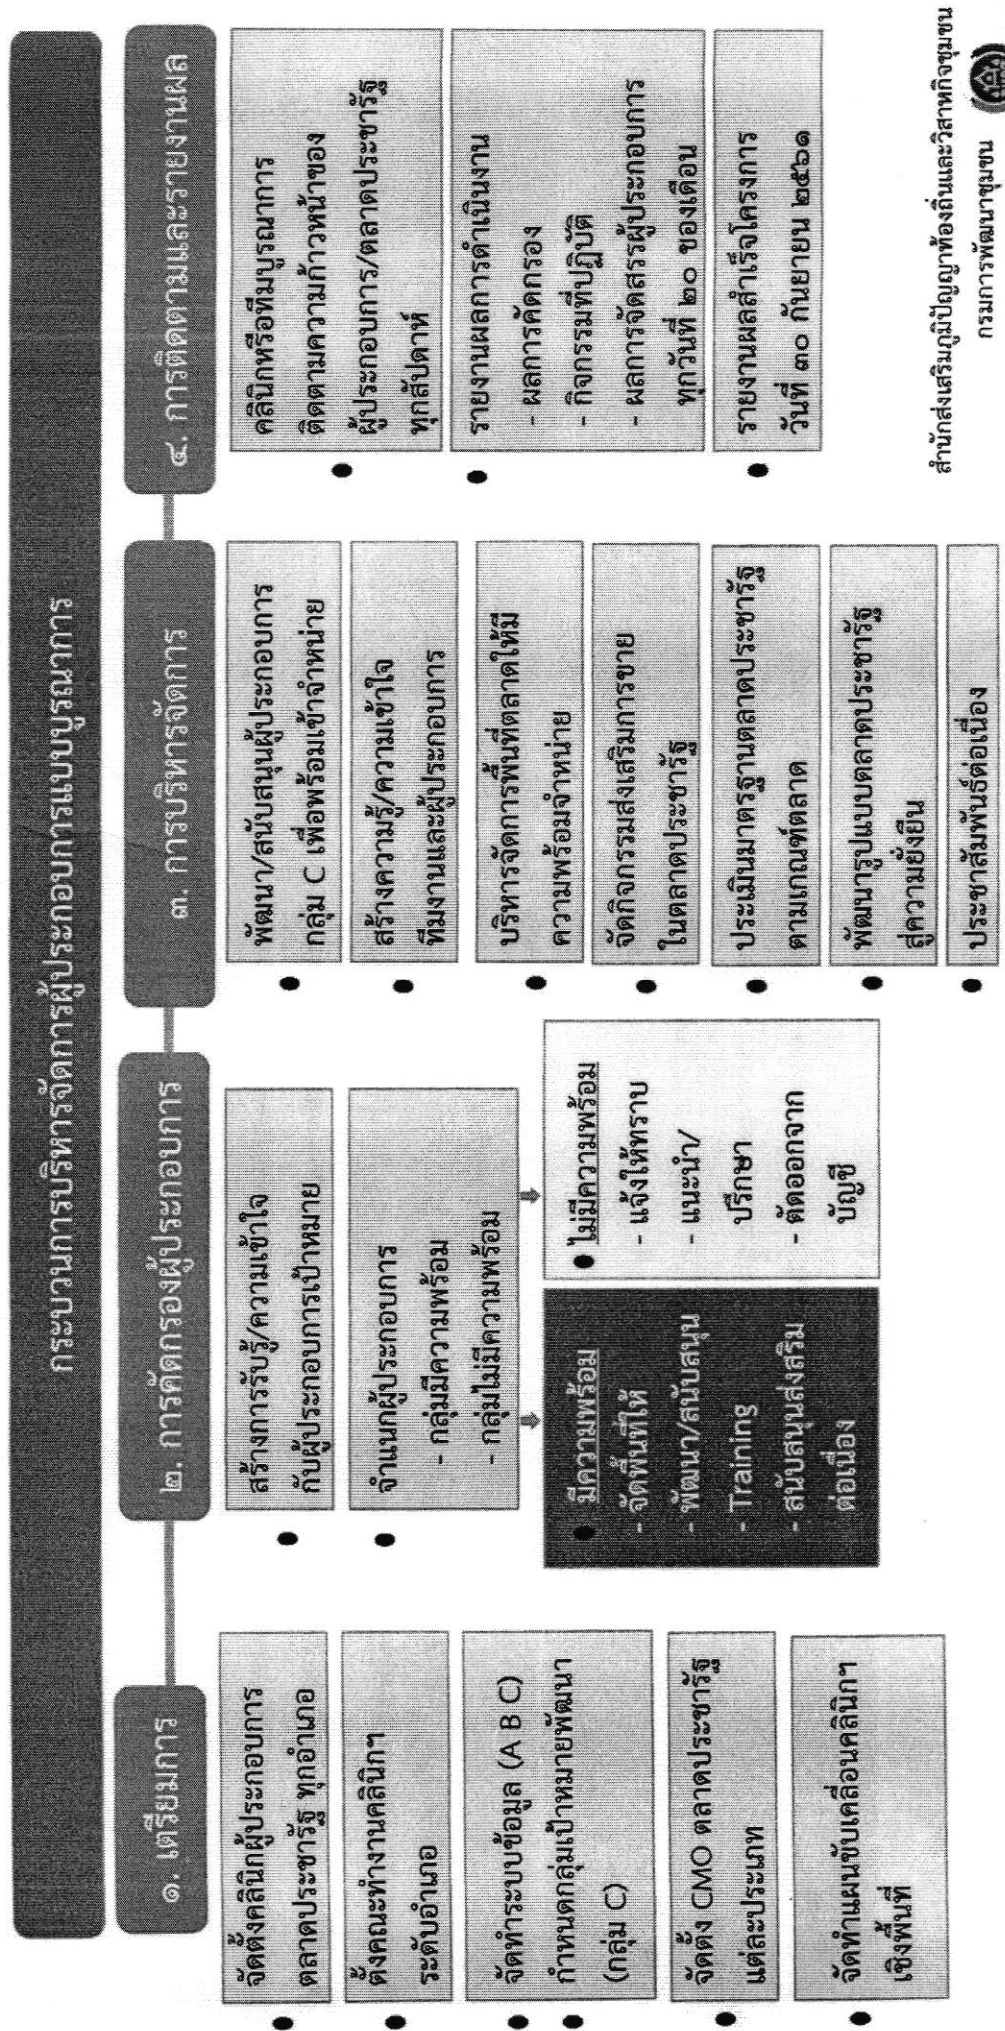 กระบวนการบริหารจัดการผู้ประกอบการแบบบูรณาการ
๑. เตรียมการ
จัดตั้งคลินิกผู้ประกอบการ
ตลาดประชารัฐ ทุกอำเภอ
ตั้งคณะทำงานคลินิกฯ
ระดับอำเภอ
จัดทำระบบข้อมูล (A B C)
กำหนดกลุ่มเป้าหมายพัฒนา
(กลุ่ม C)
จัดตั้ง CMO ตลาดประชารัฐ
แต่ละประเภท
จัดทำแผนขับเคลื่อนคลินิกฯ
เชิงพื้นที่
๒. การคัดกรองผู้ประกอบการ
สร้างการรับรู้/ความเข้าใจ
กับผู้ประกอบการเป้าหมาย
จำแนกผู้ประกอบการ
- กลุ่มมีความพร้อม
- กลุ่มไม่มีความพร้อม
มีความพร้อม
- จัดพื้นที่ให้
- พัฒนา/สนับสนุน
- Training
- สนับสนุนส่งเสริม
ต่อเนื่อง
ไม่มีความพร้อม
- แจ้งให้ทราบ
- แนะนำ/
ปรึกษา
- ตัดออกจาก
บัญชี
๓. การบริหารจัดการ
พัฒนา/สนับสนุนผู้ประกอบการ
กลุ่ม C เพื่อพร้อมเข้าจำหน่าย
สร้างความรู้/ความเข้าใจ
ทีมงานและผู้ประกอบการ
บริหารจัดการพื้นที่ตลาดให้มี
ความพร้อมจำหน่าย
จัดกิจกรรมส่งเสริมการขาย
ในตลาดประชารัฐ
ประเมินมาตรฐานตลาดประชารัฐ
ตามเกณฑ์ตลาด
พัฒนารูปแบบตลาดประชารัฐ
สู่ความยั่งยืน
ประชาสัมพันธ์ต่อเนื่อง
๔. การติดตามและรายงานผล
คลินิกหรือทีมบูรณาการ
ติดตามความก้าวหน้าของ
ผู้ประกอบการ/ตลาดประชารัฐ
ทุกสัปดาห์
รายงานผลการดำเนินงาน
- ผลการคัดกรอง
- กิจกรรมที่ปฏิบัติ
- ผลการจัดสรรผู้ประกอบการ
ทุกวันที่ ๒๐ ของเดือน
รายงานผลสำเร็จโครงการ
วันที่ ๓๐ กันยายน ๒๕๖๑
สำนักส่งเสริมภูมิปัญญาท้องถิ่นและวิสาหกิจชุมชน
กรมการพัฒนาชุมชน